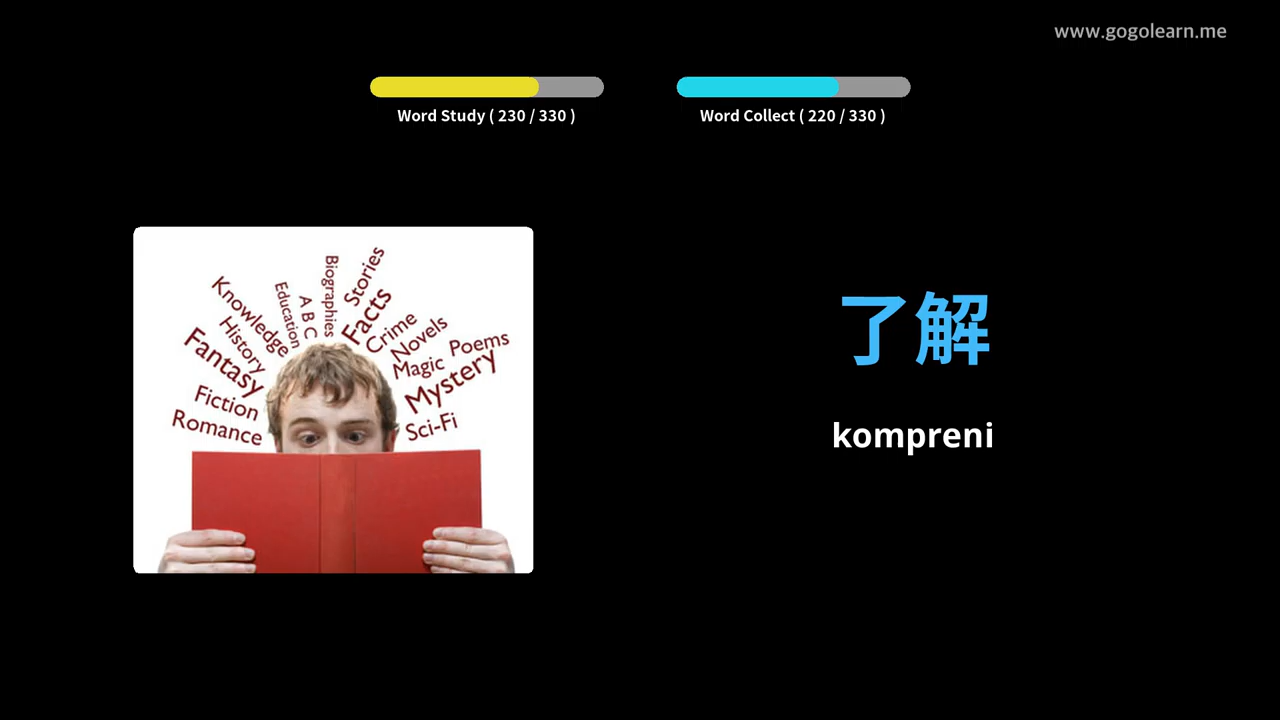 www.gogolearn.me
Word Study ( 230 / 330 )
Word Collect ( 220 / 330 )
Biographies
Stories
Education
A B C
Facts
Knowledge
Crime
History
Novels
Poems
Fantasy
Magic
Mystery
Fiction
Sci-Fi
Romance
了解
kompreni